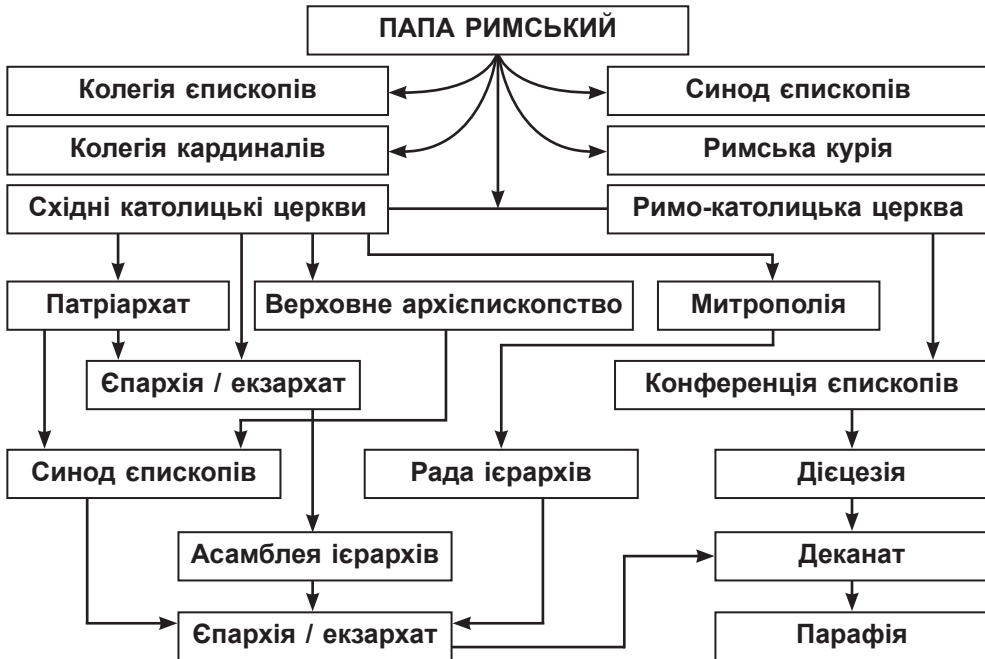 ПАПА РИМСЬКИЙ
Колегія єпископів
Синод єпископів
Колегія кардиналів
Римська курія
Східні католицькі церкви
Римо-католицька церква
Патріархат
Верховне архієпископство
Митрополія
Єпархія / екзархат
Конференція єпископів
Синод єпископів
Рада ієрархів
Дієцезія
Асамблея ієрархів
Деканат
Єпархія / екзархат
Парафія